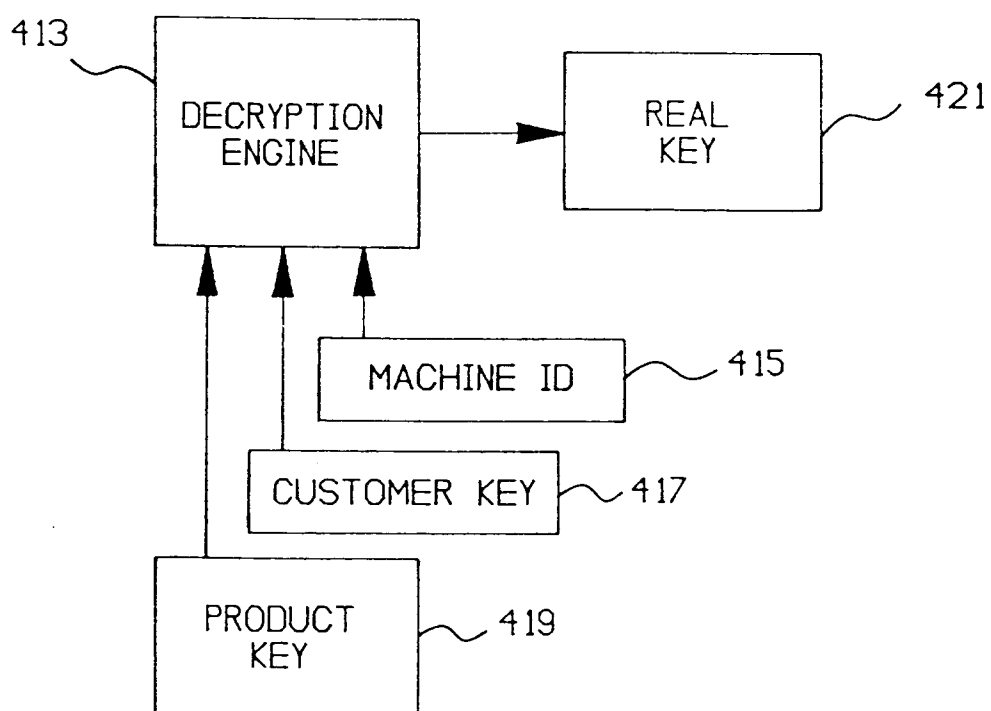 413
DECRYPTION
ENGINE
REAL
KEY
421
MACHINE ID
415
CUSTOMER KEY
417
PRODUCT
KEY
419